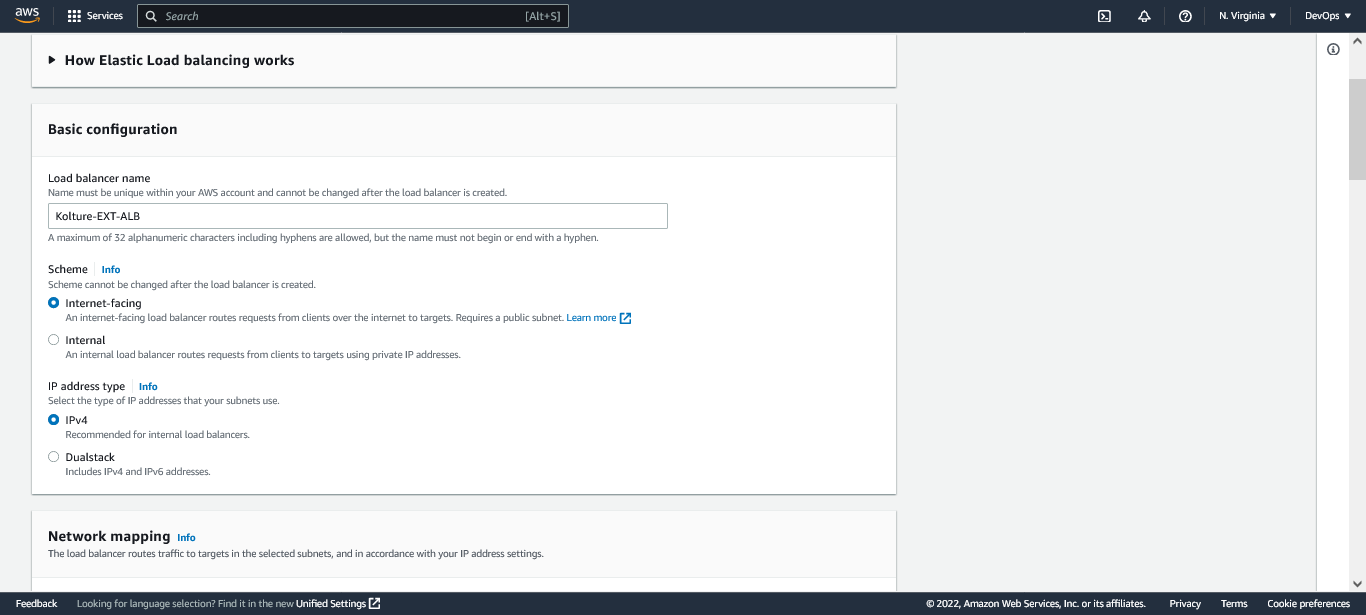 aws Services Search [Alt+S] N. Virginia DevOps
How Elastic Load balancing works
Basic configuration
Load balancer name
Name must be unique within your AWS account and cannot be changed after the load balancer is created.
Kolture-EXT-ALB
A maximum of 32 alphanumeric characters including hyphens are allowed, but the name must not begin or end with a hyphen.
Scheme Info
Scheme cannot be changed after the load balancer is created.
Internet-facing
An internet-facing load balancer routes requests from clients over the internet to targets. Requires a public subnet. Learn more
Internal
An internal load balancer routes requests from clients to targets using private IP addresses.
IP address type Info
Select the type of IP addresses that your subnets use.
IPv4
Recommended for internal load balancers.
Dualstack
Includes IPv4 and IPv6 addresses.
Network mapping Info
The load balancer routes traffic to targets in the selected subnets, and in accordance with your IP address settings.
Feedback Looking for language selection? Find it in the new Unified Settings © 2022, Amazon Web Services, Inc. or its affiliates. Privacy Terms Cookie preferences